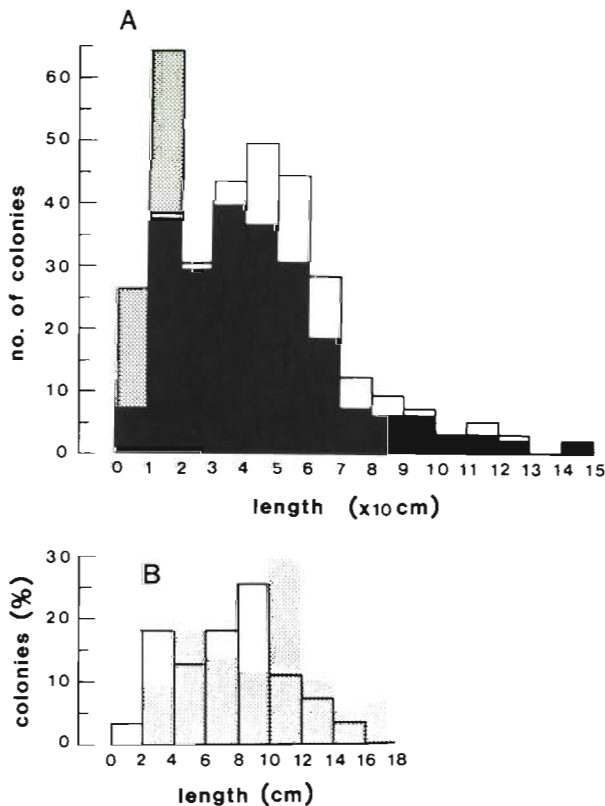 A
60
50
40
30
20
10
0
no. of colonies
0 1 2 3 4 5 6 7 8 9 10 11 12 13 14 15
length (x10 cm)
B
30
20
10
0
colonies (%)
0 2 4 6 8 10 12 14 16 18
length (cm)